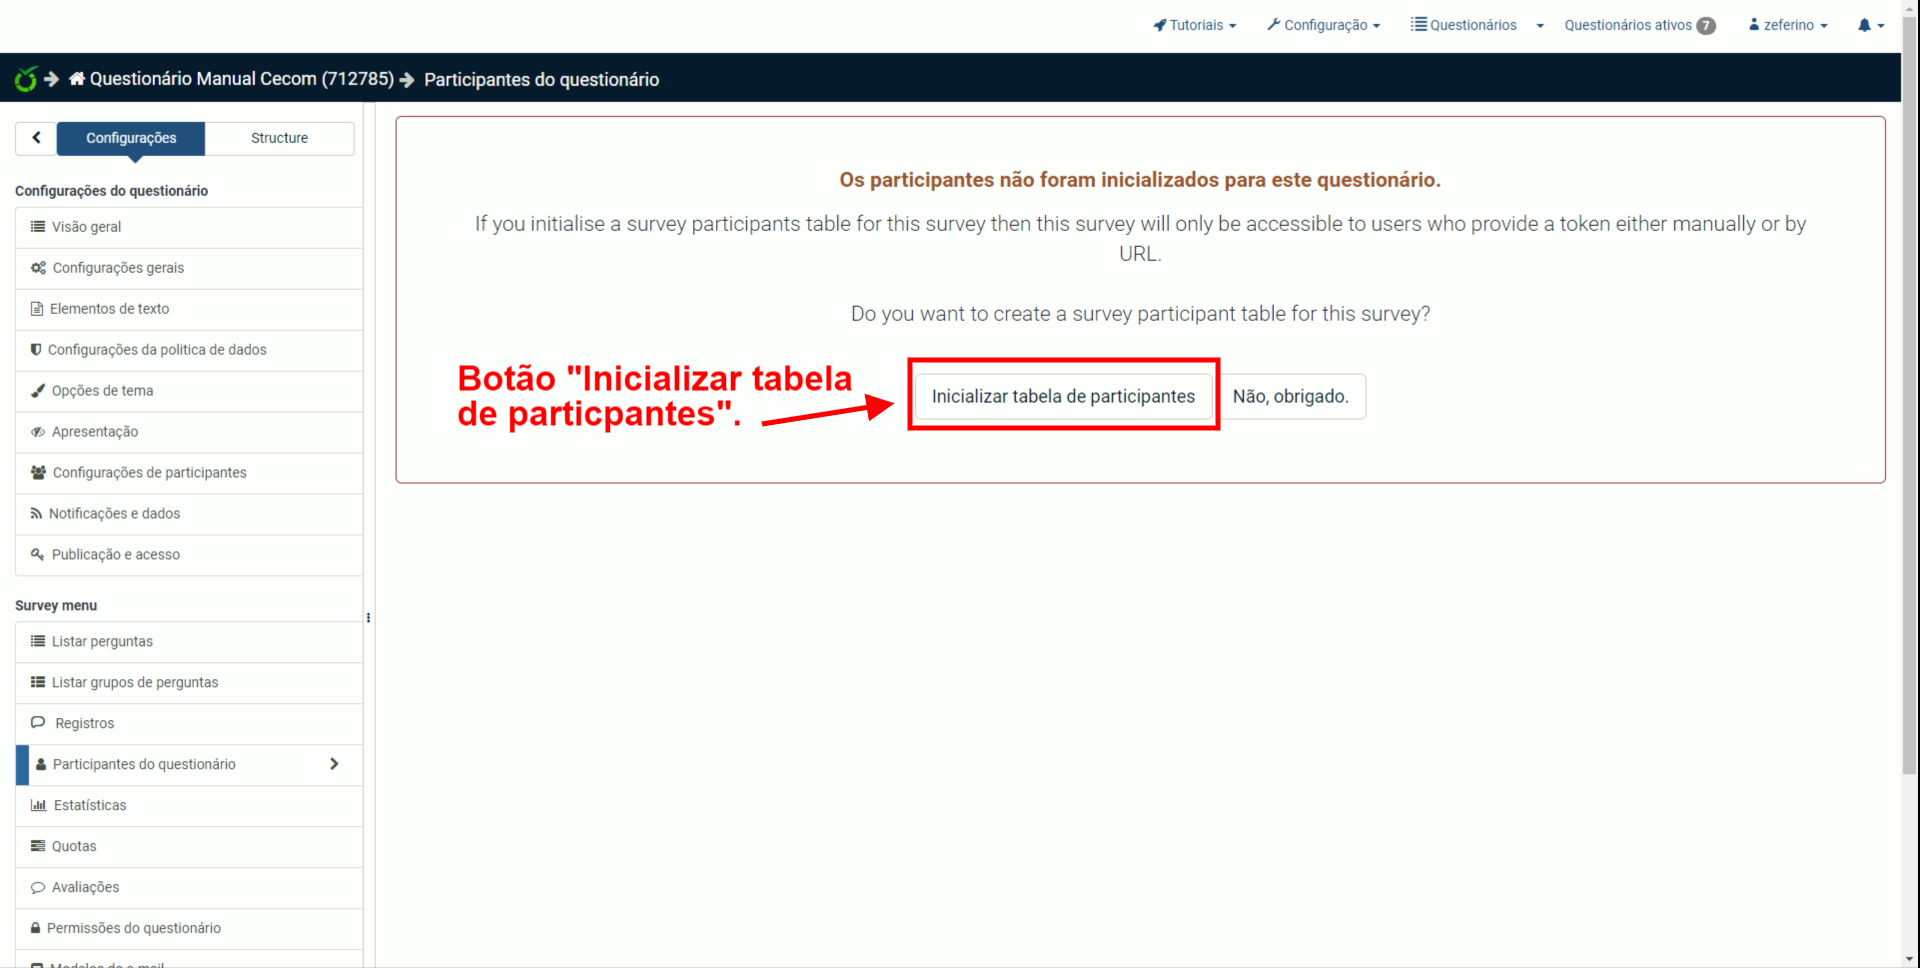 Tutoriais
Configuração
Questionários
Questionários ativos 7
zeferino
Questionário Manual Cecom (712785)
Participantes do questionário
Configurações
Structure
Configurações do questionário
Visão geral
Configurações gerais
Elementos de texto
Configurações da politica de dados
Opções de tema
Apresentação
Configurações de participantes
Notificações e dados
Publicação e acesso
Survey menu
Listar perguntas
Listar grupos de perguntas
Registros
Participantes do questionário
Estatísticas
Quotas
Avaliações
Permissões do questionário
Modelos de e-mail
Os participantes não foram inicializados para este questionário.
If you initialise a survey participants table for this survey then this survey will only be accessible to users who provide a token either manually or by
URL.
Do you want to create a survey participant table for this survey?
Botão "Inicializar tabela
de particpantes".
Inicializar tabela de participantes
Não, obrigado.